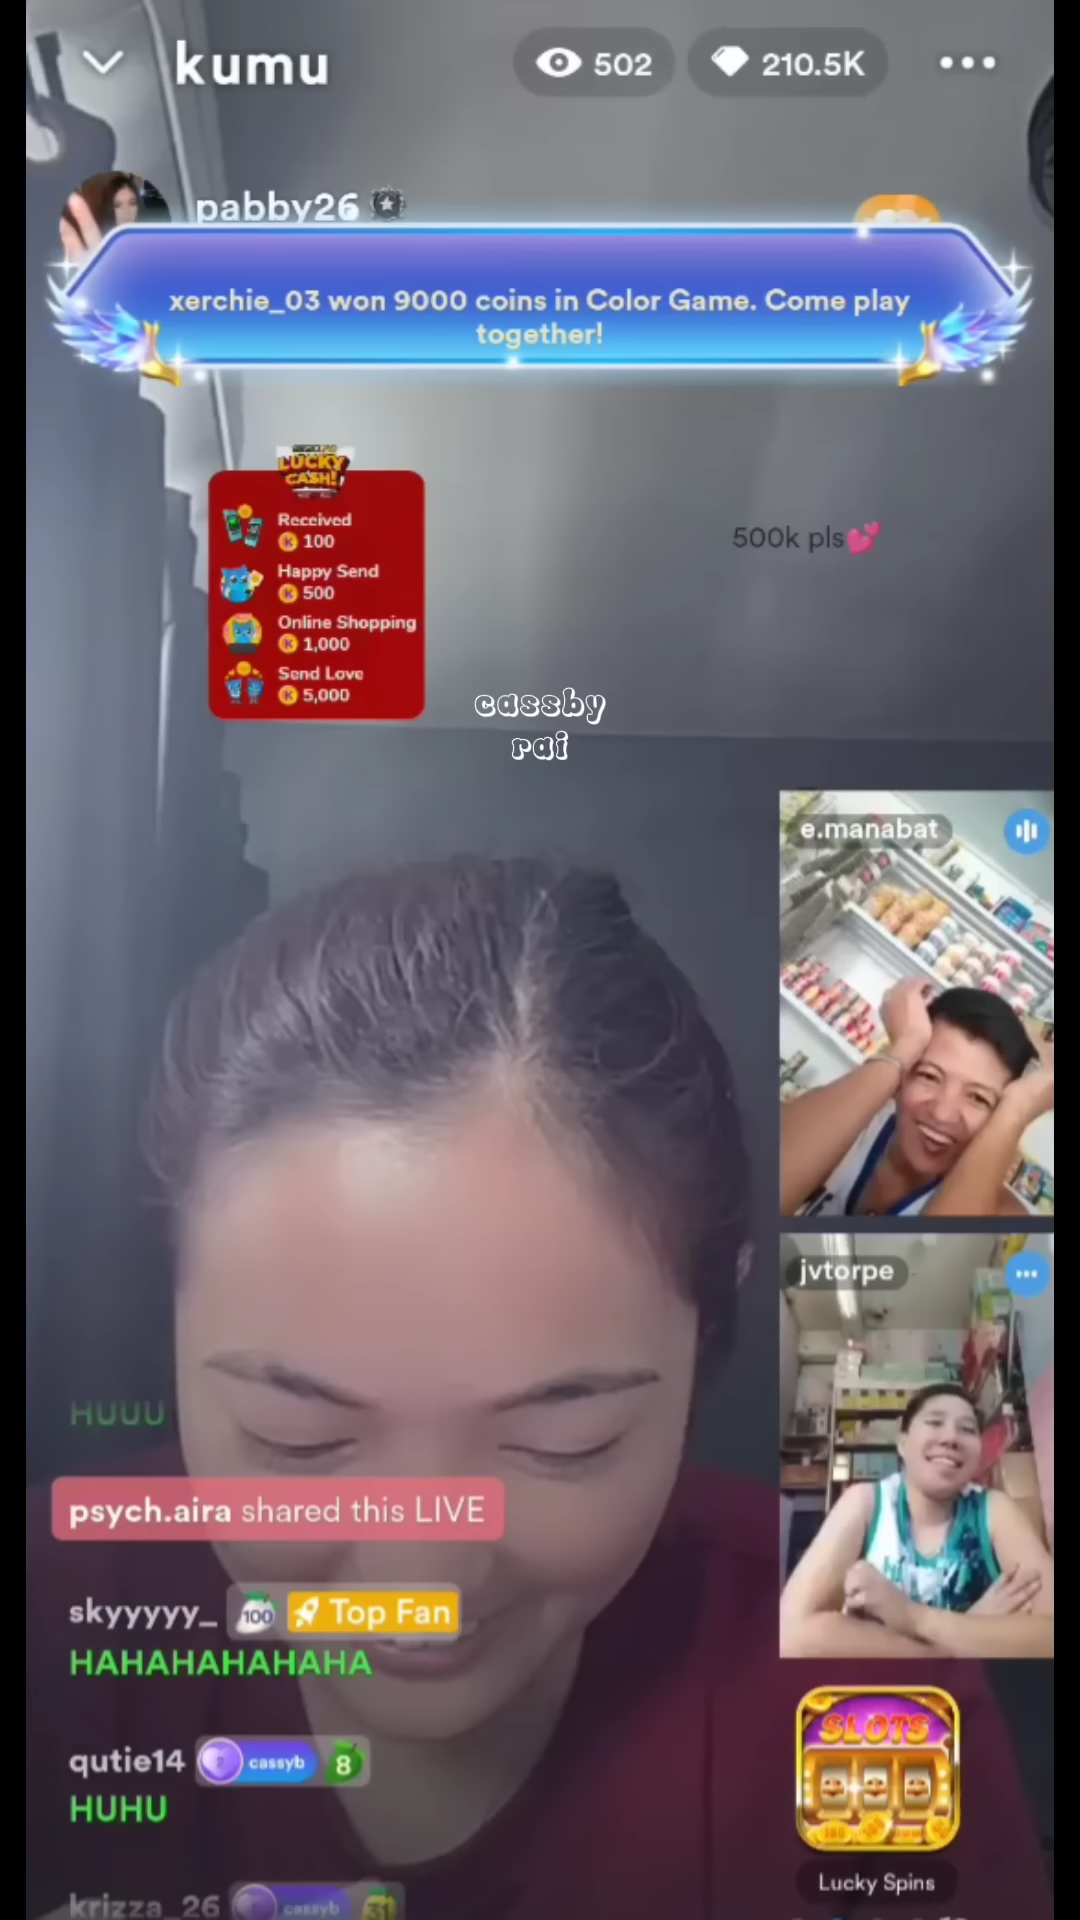 kumu
502
210.5K
pabby26
xerchie_03 won 9000 coins in Color Game. Come play
together!
LUCKY
CASH!
Received
K 100
Happy Send
K 500
Online Shopping
K 1,000
Send Love
K 5,000
500k pls💕
cassby
rai
e.manabat
jvtorpe
HUUU
psych.aira shared this LIVE
skyyyyy_ 100 Top Fan
HAHAHAHAHAHA
qutie14 cassyb 8
HUHU
krizza_26 cassyb 31
SLOTS
Lucky Spins